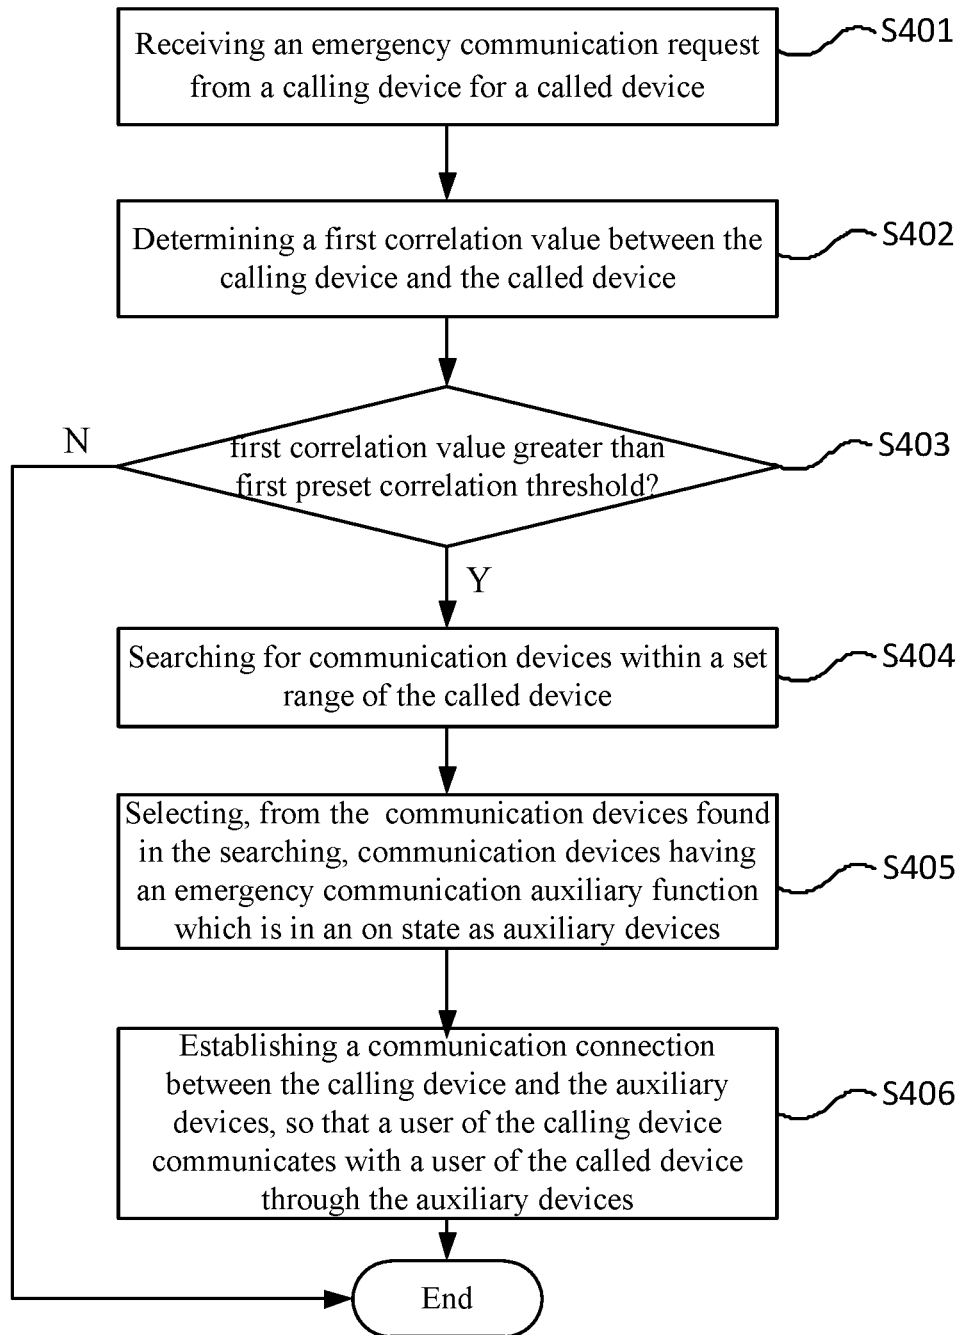 Receiving an emergency communication request
from a calling device for a called device
S401
Determining a first correlation value between the
calling device and the called device
S402
N
first correlation value greater than
first preset correlation threshold?
S403
Y
Searching for communication devices within a set
range of the called device
S404
Selecting, from the communication devices found
in the searching, communication devices having
an emergency communication auxiliary function
which is in an on state as auxiliary devices
S405
Establishing a communication connection
between the calling device and the auxiliary
devices, so that a user of the calling device
communicates with a user of the called device
through the auxiliary devices
S406
End